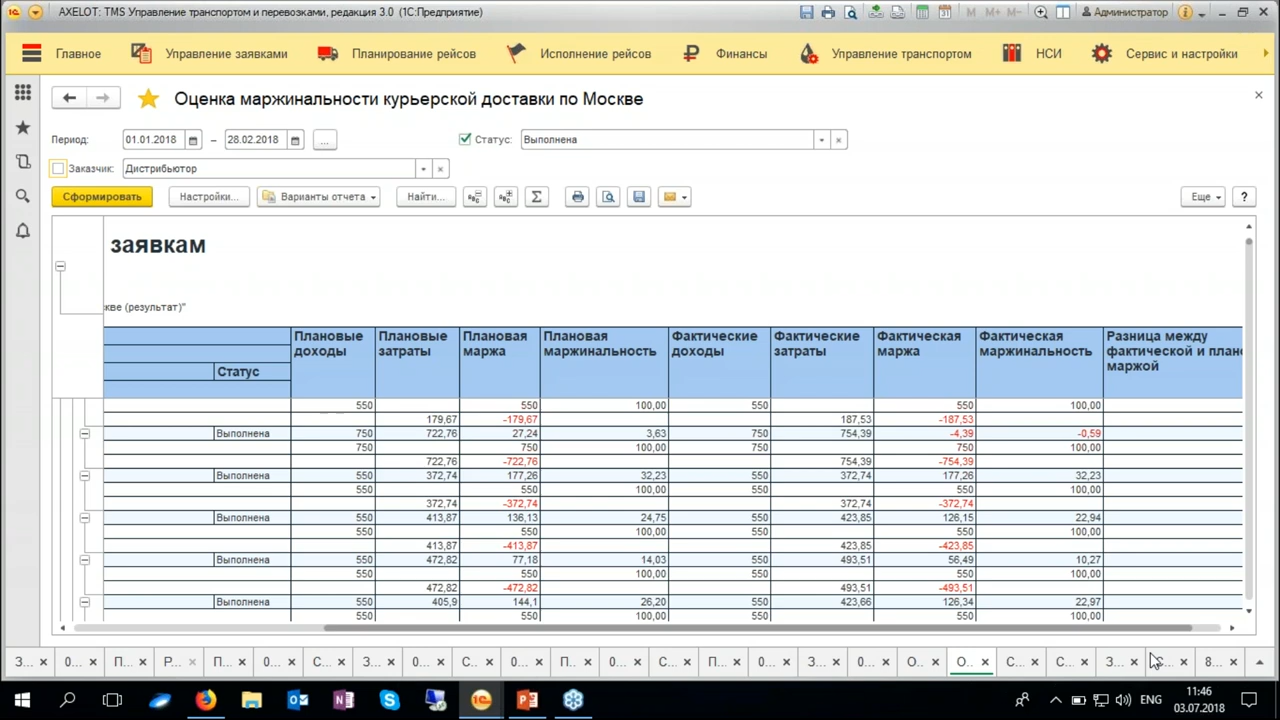 AXELOT: TMS Управление транспортом и перевозками, редакция 3.0 (1С:Предприятие)
M M+ M- Администратор
Главное Управление заявками Планирование рейсов Исполнение рейсов Финансы Управление транспортом НСИ Сервис и настройки
Оценка маржинальности курьерской доставки по Москве
Период: 01.01.2018 – 28.02.2018 ... Статус: Выполнена
Заказчик: Дистрибьютор
Сформировать Настройки... Варианты отчета Найти... Σ Еще ?
заявкам
кве (результат)"
Плановые доходы Плановые затраты Плановая маржа Плановая маржинальность Фактические доходы Фактические затраты Фактическая маржа Фактическая маржинальность Разница между фактической и план маржой
Статус
550 550 100,00 550 550 100,00
179,67 -179,67 187,53 -187,53
Выполнена 750 722,76 27,24 3,63 750 754,39 -4,39 -0,59
750 750 100,00 750 750 100,00
722,76 -722,76 754,39 -754,39
Выполнена 550 372,74 177,26 32,23 550 372,74 177,26 32,23
550 550 100,00 550 550 100,00
372,74 -372,74 372,74 -372,74
Выполнена 550 413,87 136,13 24,75 550 423,85 126,15 22,94
550 550 100,00 550 550 100,00
413,87 -413,87 423,85 -423,85
Выполнена 550 472,82 77,18 14,03 550 493,51 56,49 10,27
550 550 100,00 550 550 100,00
472,82 -472,82 493,51 -493,51
Выполнена 550 405,9 144,1 26,20 550 423,66 126,34 22,97
550 550 100,00 550 550 100,00
З... 0... П... Р... П... 0... С... З... 0... С... 0... П... 0... С... П... 0... З... 0... О... О... С... С... З... 8...
ENG 11:46
03.07.2018